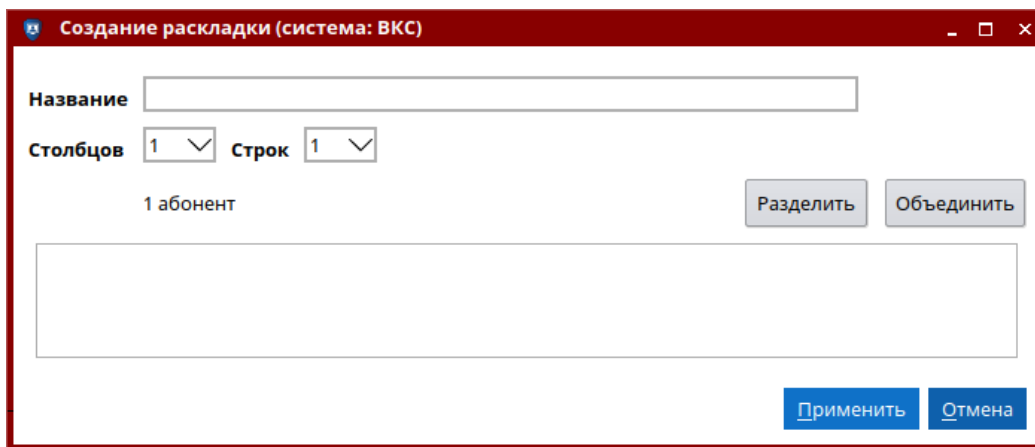 Создание раскладки (система: ВКС)
Название
Столбцов 1 Строк 1
1 абонент Разделить Объединить
Применить Отмена